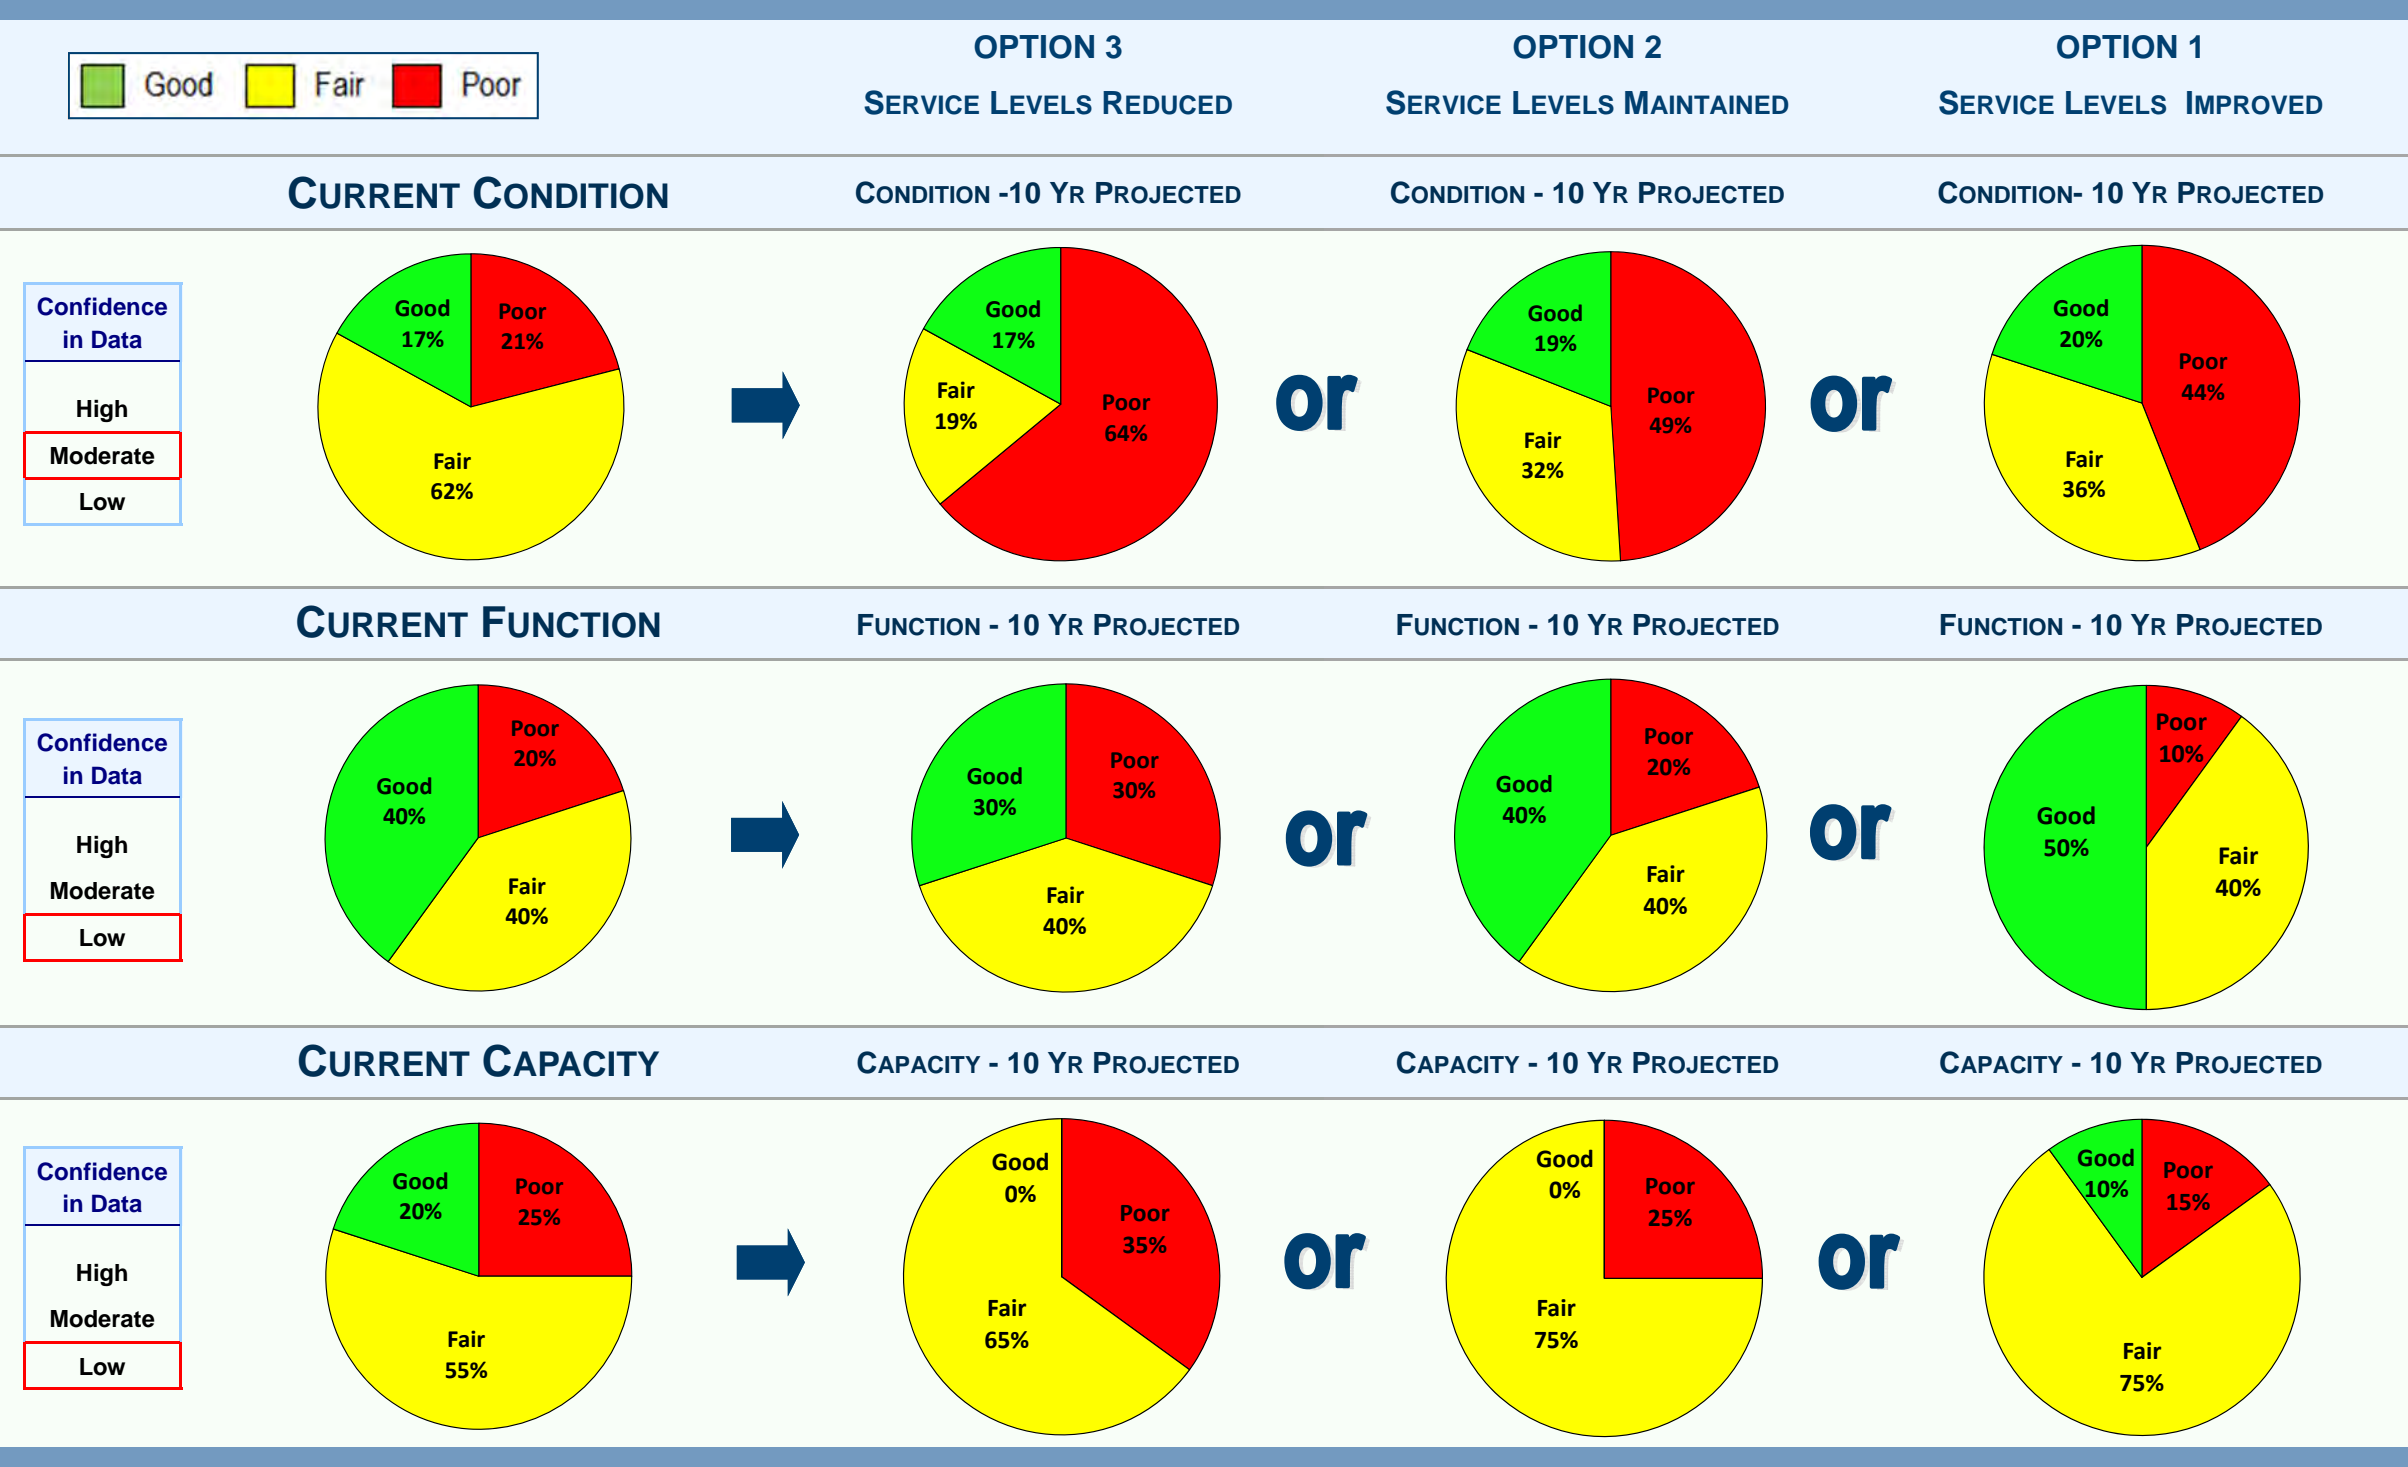 Good Fair Poor
OPTION 3
SERVICE LEVELS REDUCED
OPTION 2
SERVICE LEVELS MAINTAINED
OPTION 1
SERVICE LEVELS IMPROVED
CURRENT CONDITION
CONDITION -10 YR PROJECTED
CONDITION - 10 YR PROJECTED
CONDITION- 10 YR PROJECTED
Confidence
in Data
High
Moderate
Low
Good
17%
Poor
21%
Fair
62%
Good
17%
Fair
19%
Poor
64%
or
Good
19%
Poor
49%
Fair
32%
or
Good
20%
Poor
44%
Fair
36%
CURRENT FUNCTION
FUNCTION - 10 YR PROJECTED
FUNCTION - 10 YR PROJECTED
FUNCTION - 10 YR PROJECTED
Confidence
in Data
High
Moderate
Low
Poor
20%
Good
40%
Fair
40%
Good
30%
Poor
30%
Fair
40%
or
Poor
20%
Good
40%
Fair
40%
or
Poor
10%
Good
50%
Fair
40%
CURRENT CAPACITY
CAPACITY - 10 YR PROJECTED
CAPACITY - 10 YR PROJECTED
CAPACITY - 10 YR PROJECTED
Confidence
in Data
High
Moderate
Low
Good
20%
Poor
25%
Fair
55%
Good
0%
Poor
35%
Fair
65%
or
Good
0%
Poor
25%
Fair
75%
or
Good
10%
Poor
15%
Fair
75%